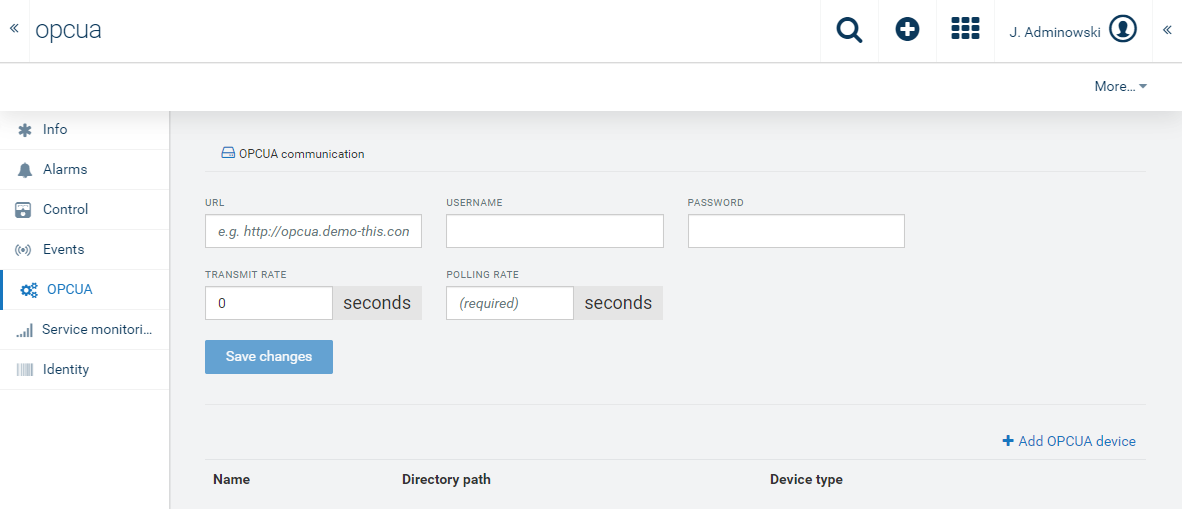 « opcua J. Adminowski «
More...
Info
Alarms
Control
Events
OPCUA
Service monitori...
Identity
OPCUA communication
URL USERNAME PASSWORD
e.g. http://opcua.demo-this.con
TRANSMIT RATE POLLING RATE
0 seconds (required) seconds
Save changes
Add OPCUA device
Name Directory path Device type